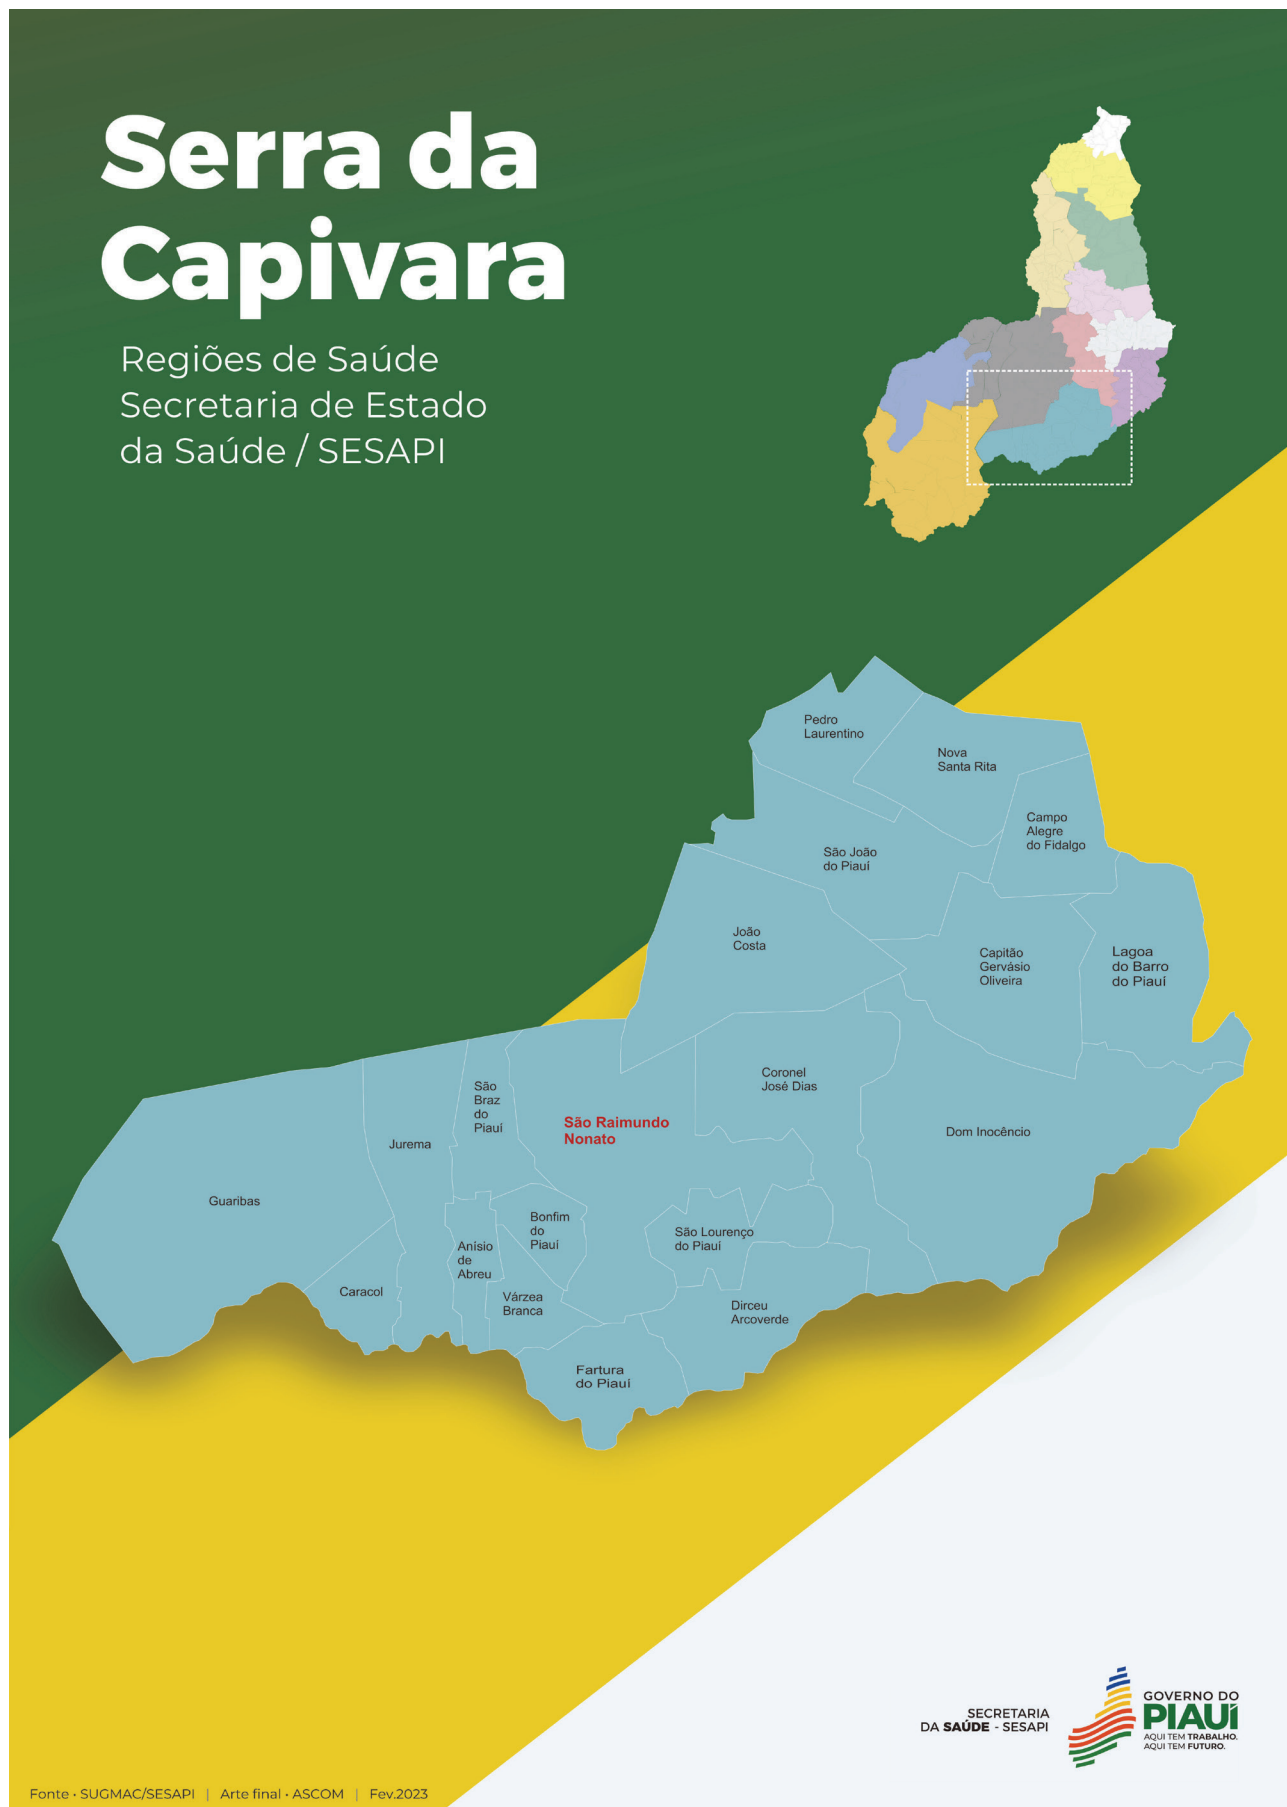 Serra da
Capivara
Regiões de Saúde
Secretaria de Estado
da Saúde / SESAPI
Pedro
Laurentino
Nova
Santa Rita
Campo
Alegre
do Fidalgo
São João
do Piauí
João
Costa
Capitão
Gervásio
Oliveira
Lagoa
do Barro
do Piauí
Coronel
José Dias
São
Braz
do
Piauí
São Raimundo
Nonato
Dom Inocêncio
Jurema
Guaribas
Bonfim
do
Piauí
São Lourenço
do Piauí
Anísio
de
Abreu
Caracol
Várzea
Branca
Dirceu
Arcoverde
Fartura
do Piauí
SECRETARIA
DA SAÚDE - SESAPI
GOVERNO DO
PIAUÍ
AQUI TEM TRABALHO.
AQUI TEM FUTURO.
Fonte • SUGMAC/SESAPI | Arte final • ASCOM | Fev.2023